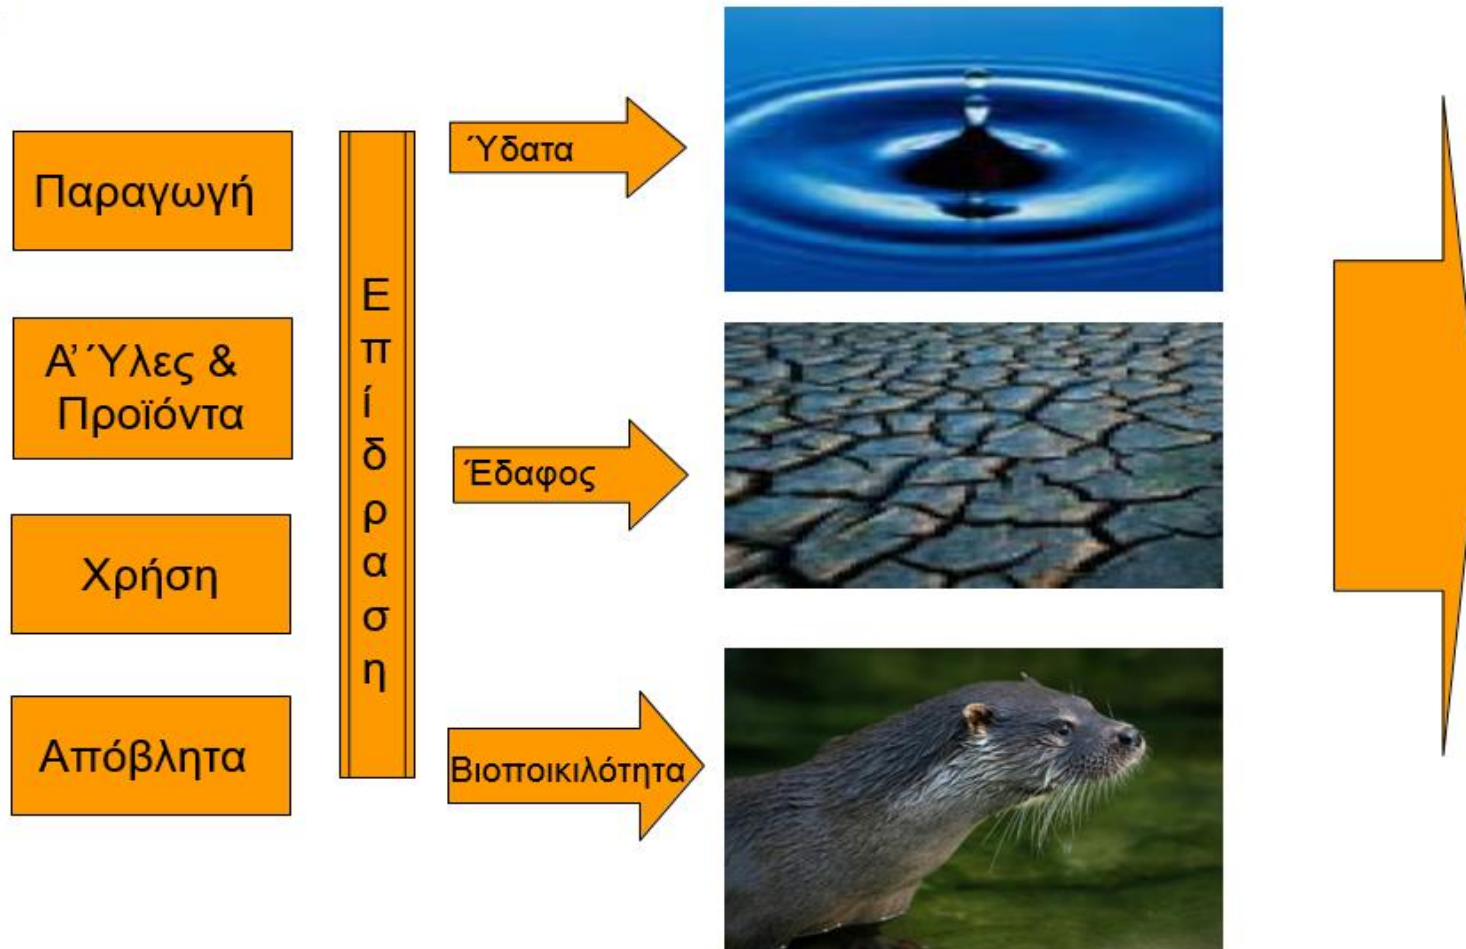 Παραγωγή
Α’ Ύλες &
Προϊόντα
Χρήση
Απόβλητα
Επίδραση
Ύδατα
Έδαφος
Βιοποικιλότητα